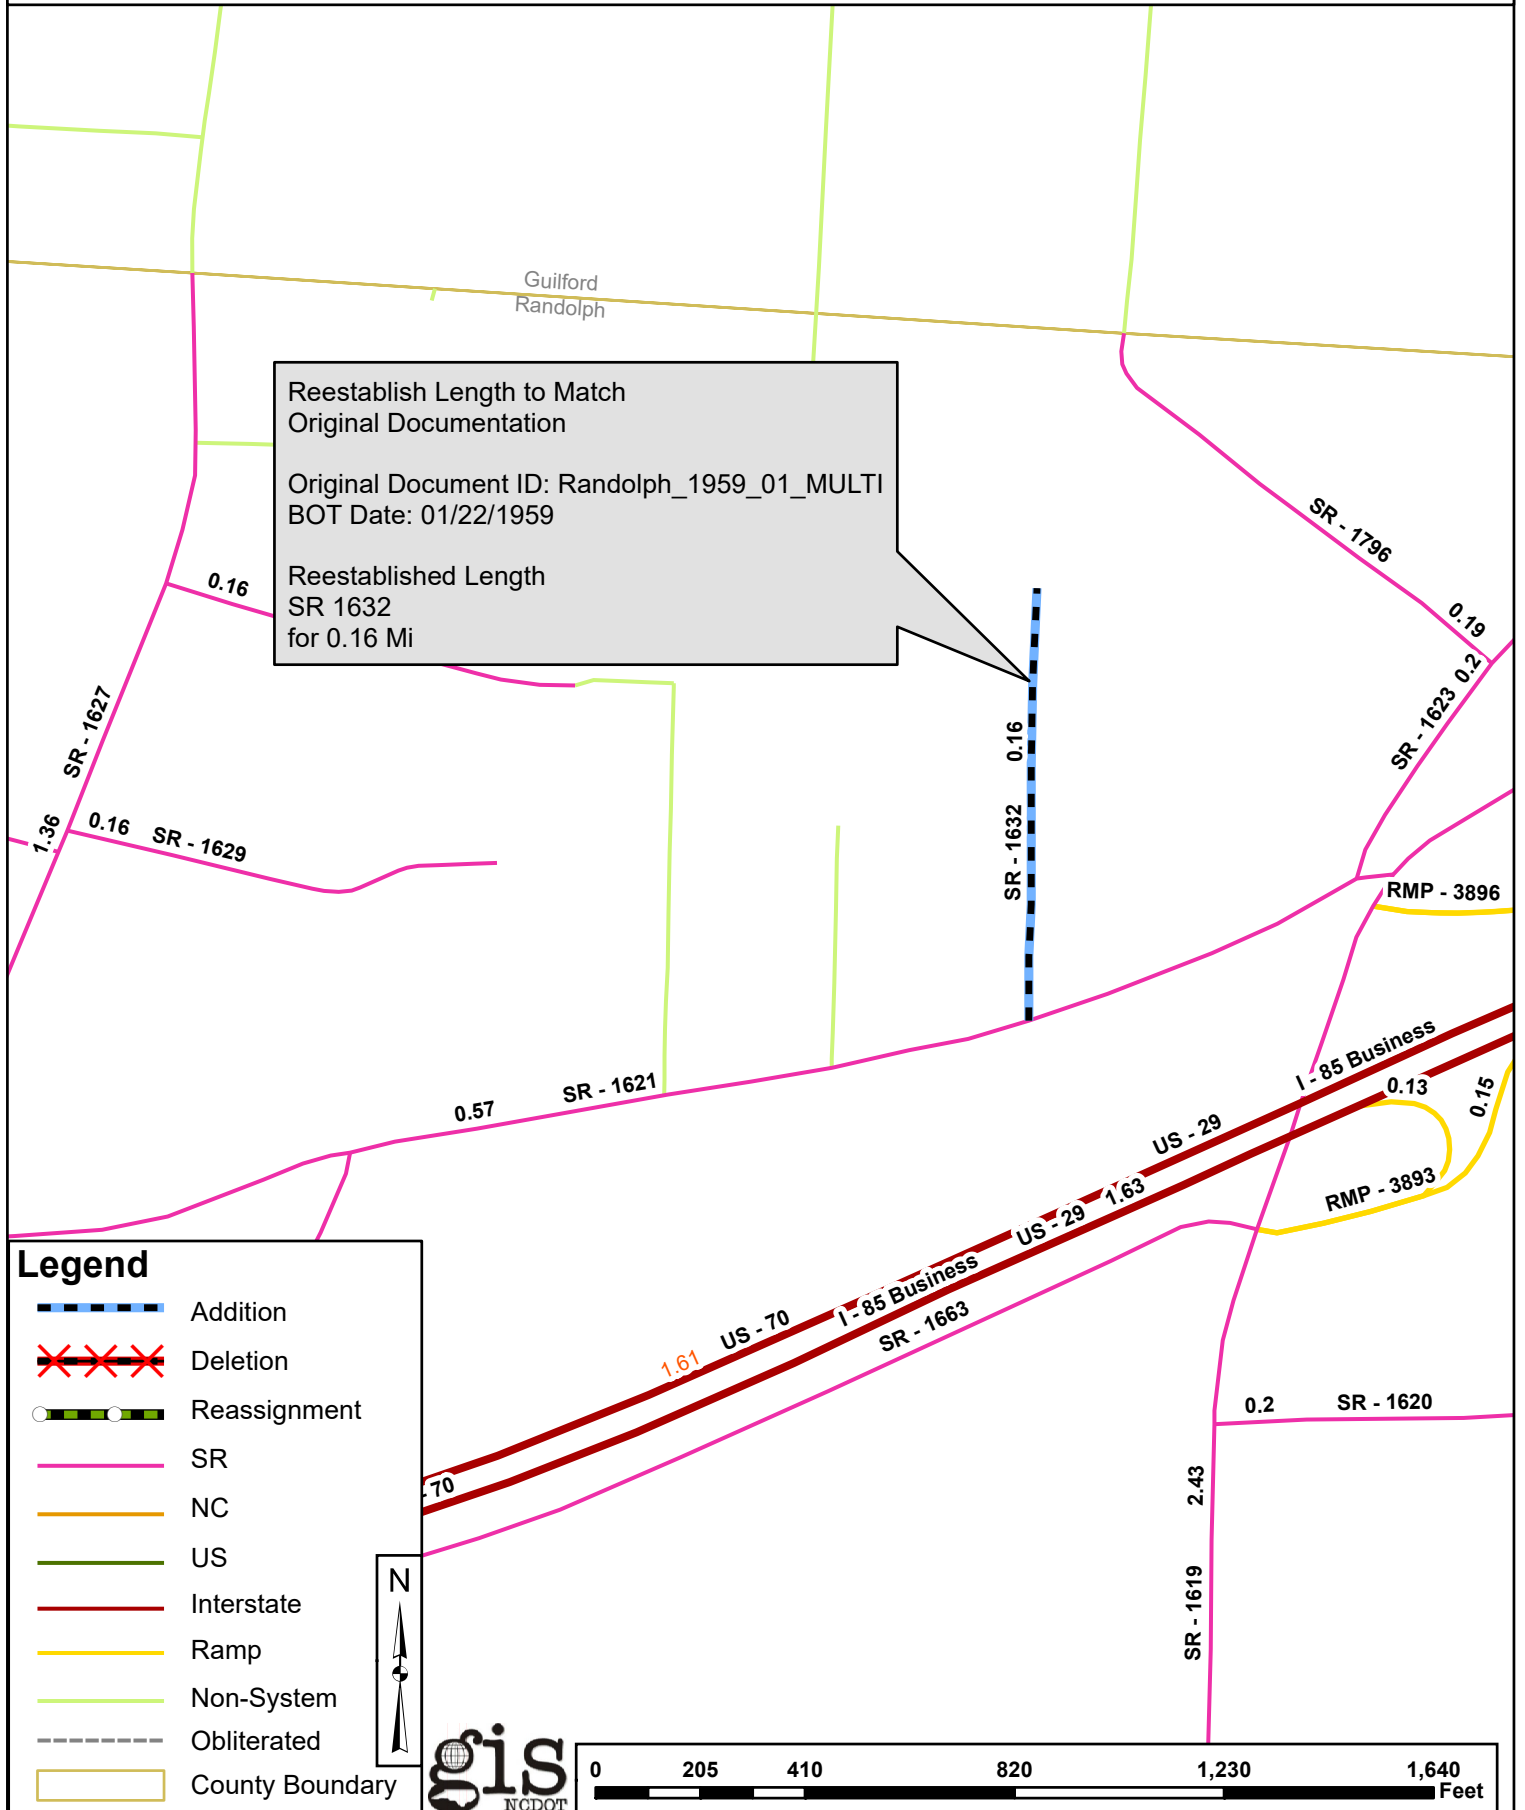 Guilford
Randolph
Reestablish Length to Match
Original Documentation
Original Document ID: Randolph_1959_01_MULTI
BOT Date: 01/22/1959
Reestablished Length
SR 1632
for 0.16 Mi
SR - 1796
0.19
0.2
SR - 1623
0.16
SR - 1627
1.36
0.16
SR - 1629
0.16
SR - 1632
RMP - 3896
I - 85 Business
0.13
0.15
SR - 1621
0.57
US - 29
RMP - 3893
1.63
US - 29
I - 85 Business
US - 70
SR - 1663
1.61
0.2
SR - 1620
- 70
2.43
SR - 1619
Legend
Addition
Deletion
Reassignment
SR
NC
US
Interstate
Ramp
Non-System
Obliterated
County Boundary
N
gis
NCDOT
0 205 410 820 1,230 1,640
Feet